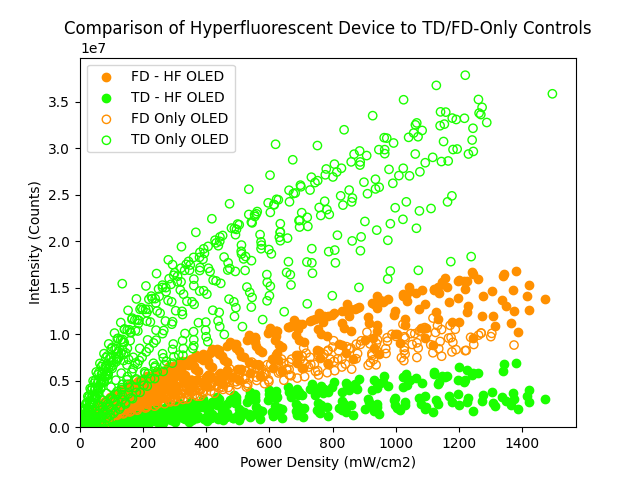 Comparison of Hyperfluorescent Device to TD/FD-Only Controls
1e7
FD - HF OLED
TD - HF OLED
FD Only OLED
TD Only OLED
3.5
3.0
2.5
2.0
1.5
1.0
0.5
0.0
Intensity (Counts)
0 200 400 600 800 1000 1200 1400
Power Density (mW/cm2)